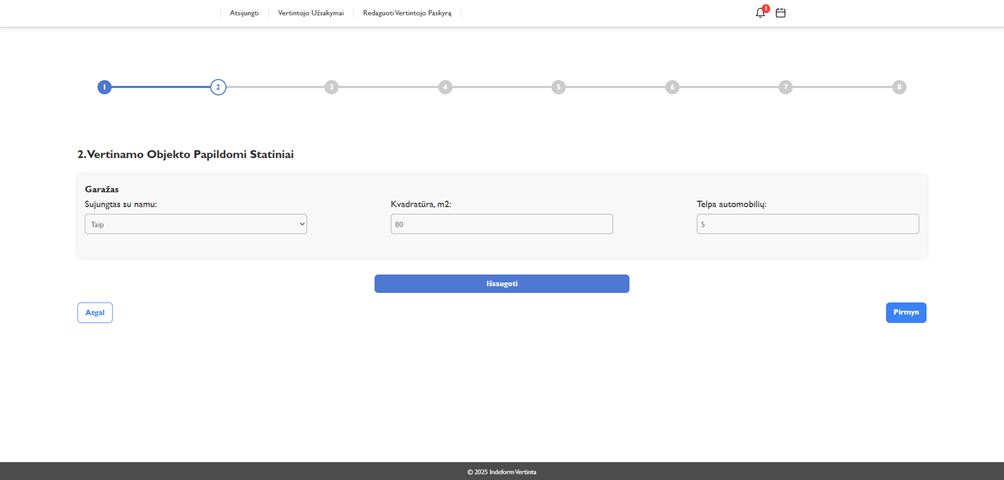 Atsijungti Vertintojo Užsakymai Redaguoti Vertintojo Paskyrą 1
1 2 3 4 5 6 7 8
2.Vertinamo Objekto Papildomi Statiniai
Garažas
Sujungtas su namu: Kvadratūra, m2: Telpa automobilių:
Taip 80 5
Išsaugoti
Atgal Pirmyn
© 2025 Indeform Vertinta